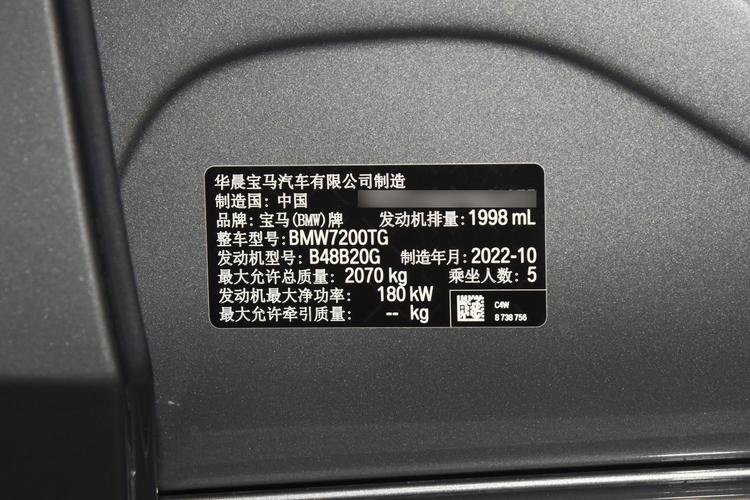 华晨宝马汽车有限公司制造
制造国: 中国
品牌: 宝马(BMW)牌 发动机排量: 1998 mL
整车型号: BMW7200TG
发动机型号: B48B20G 制造年月: 2022-10
最大允许总质量: 2070 kg 乘坐人数: 5
发动机最大净功率: 180 kW
最大允许牵引质量: -- kg
C4W
8 738 756